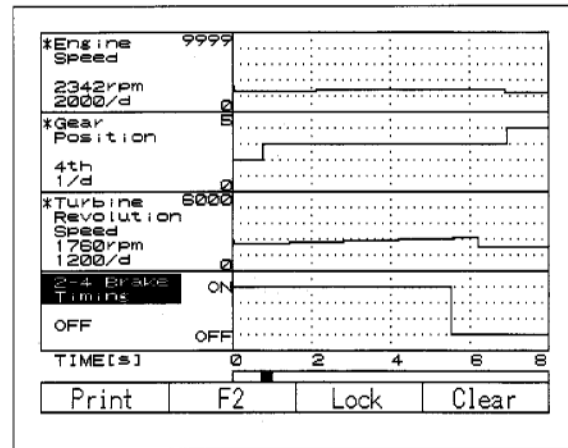 *Engine 9999
Speed
2342rpm
2000/d 0
*Gear 5
Position
4th
1/d 0
*Turbine 6000
Revolution
Speed
1760rpm
1200/d 0
2-4 Brake ON
Timing
OFF
OFF
TIME[s] 0 2 4 6 8
Print F2 Lock Clear